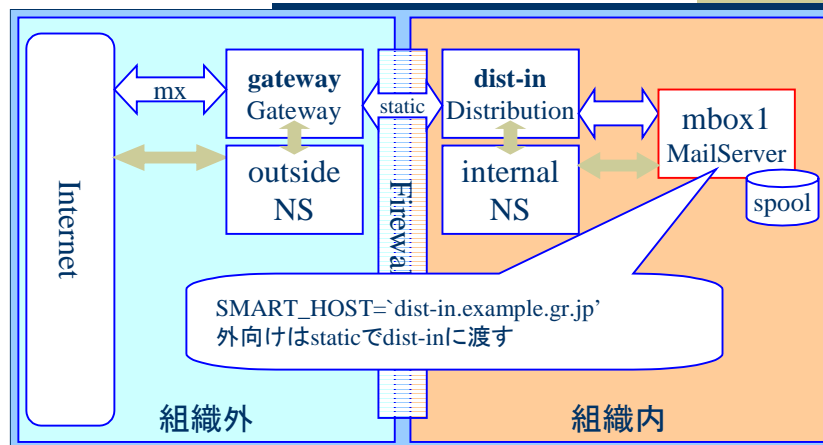 Internet
mx
gateway
Gateway
outside
NS
static
Firewal
dist-in
Distribution
internal
NS
mbox1
MailServer
spool
SMART_HOST=`dist-in.example.gr.jp’
外向けはstaticでdist-inに渡す
組織外
組織内